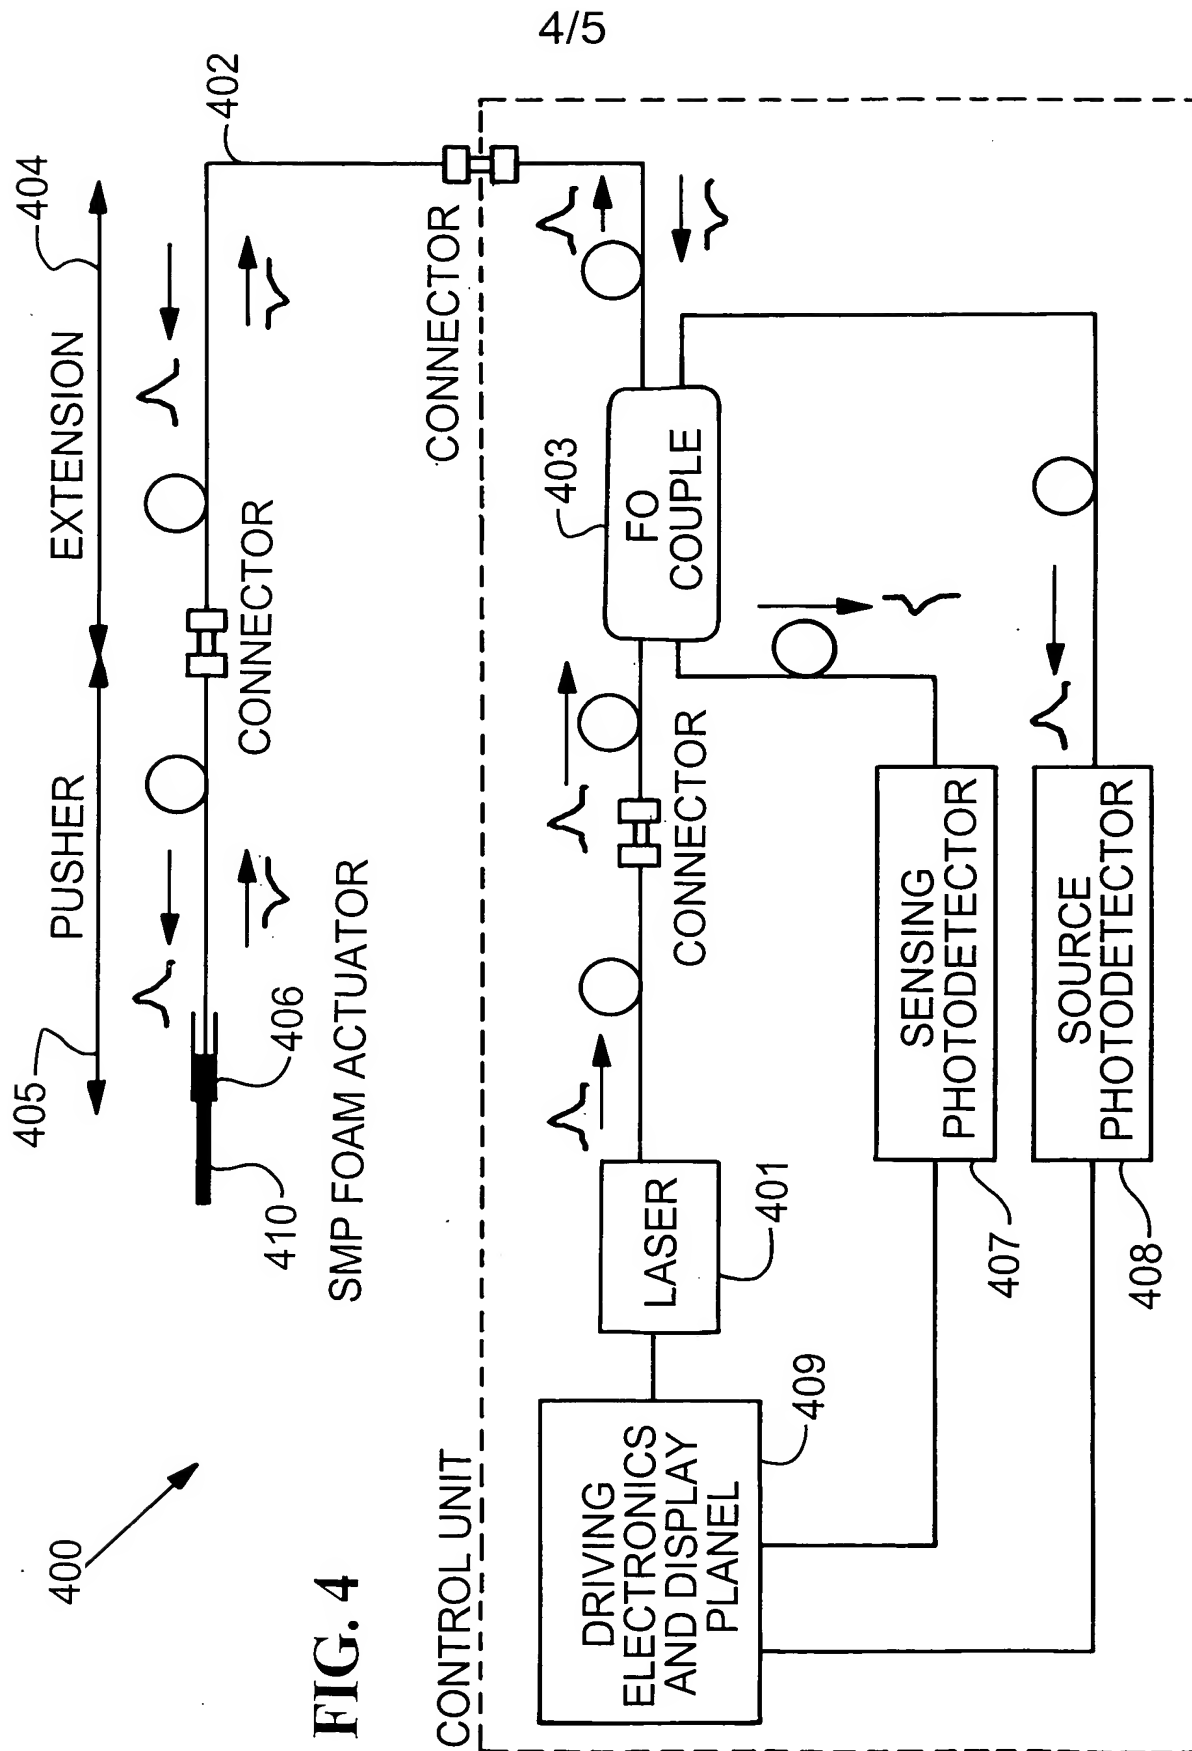 4/5
400
FIG. 4
405
PUSHER
EXTENSION
404
402
406
410
CONNECTOR
SMP FOAM ACTUATOR
CONTROL UNIT
CONNECTOR
DRIVING
ELECTRONICS
AND DISPLAY
PLANEL
409
LASER
401
CONNECTOR
403
FO
COUPLE
SENSING
PHOTODETECTOR
407
SOURCE
PHOTODETECTOR
408